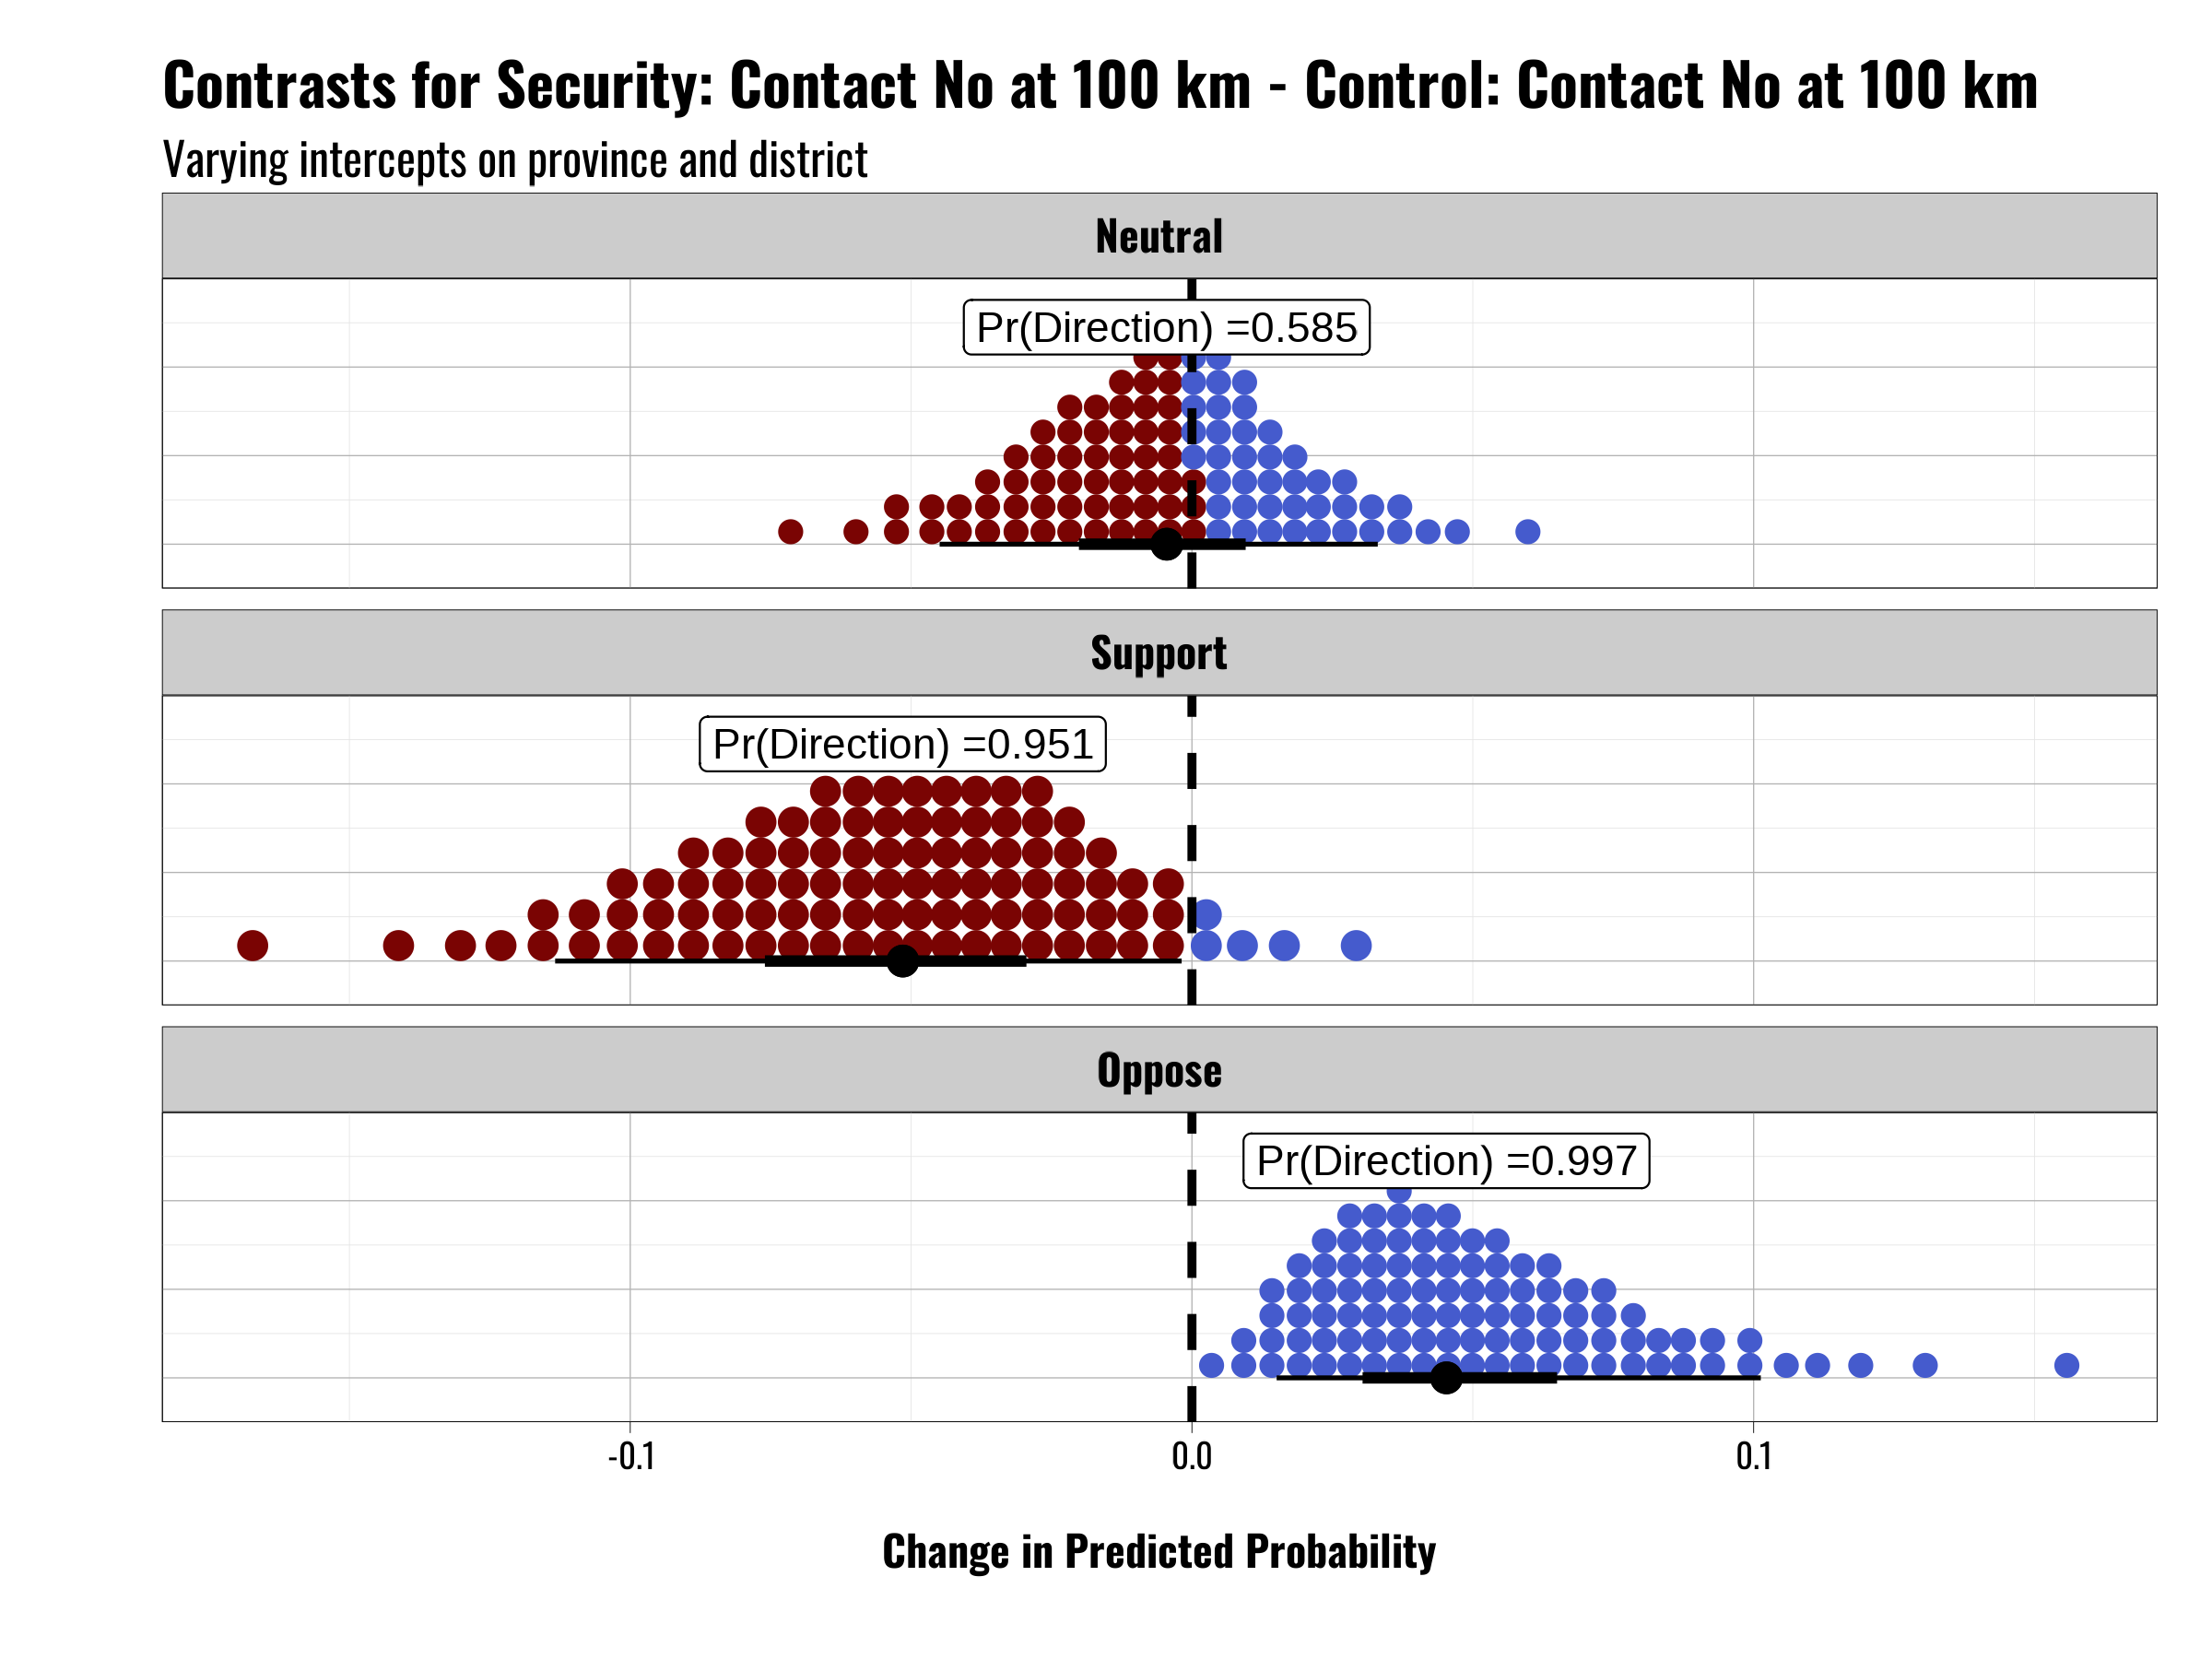 Contrasts for Security: Contact No at 100 km - Control: Contact No at 100 km
Varying intercepts on province and district
Neutral
Pr(Direction) =0.585
Support
Pr(Direction) =0.951
Oppose
Pr(Direction) =0.997
-0.1 0.0 0.1
Change in Predicted Probability